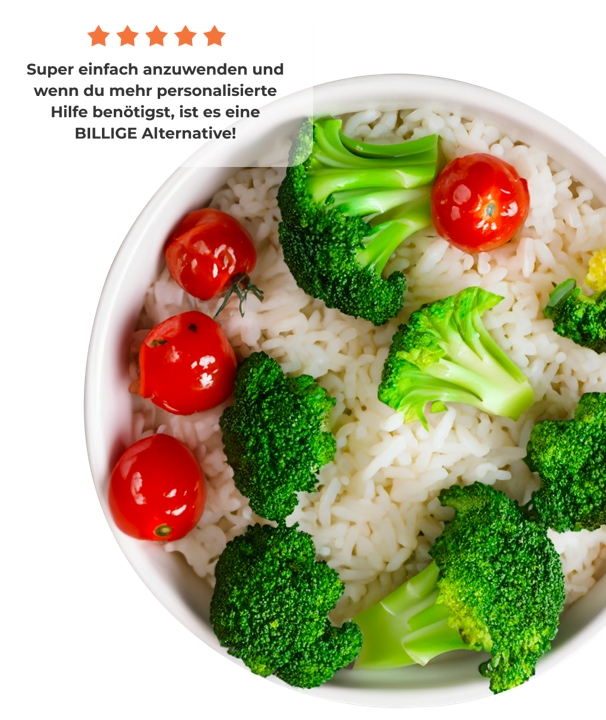 Super einfach anzuwenden und
wenn du mehr personalisierte
Hilfe benötigst, ist es eine
BILLIGE Alternative!